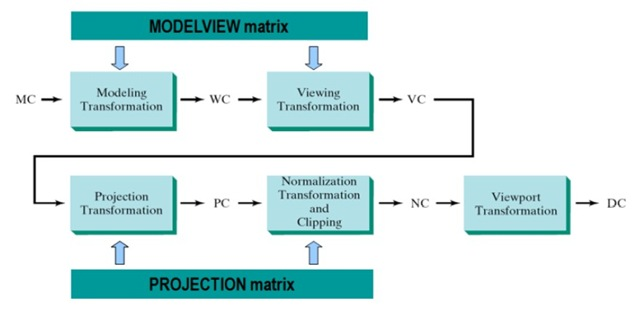 MODELVIEW matrix
MC
Modeling
Transformation
WC
Viewing
Transformation
VC
Projection
Transformation
PC
Normalization
Transformation
and
Clipping
NC
Viewport
Transformation
DC
PROJECTION matrix